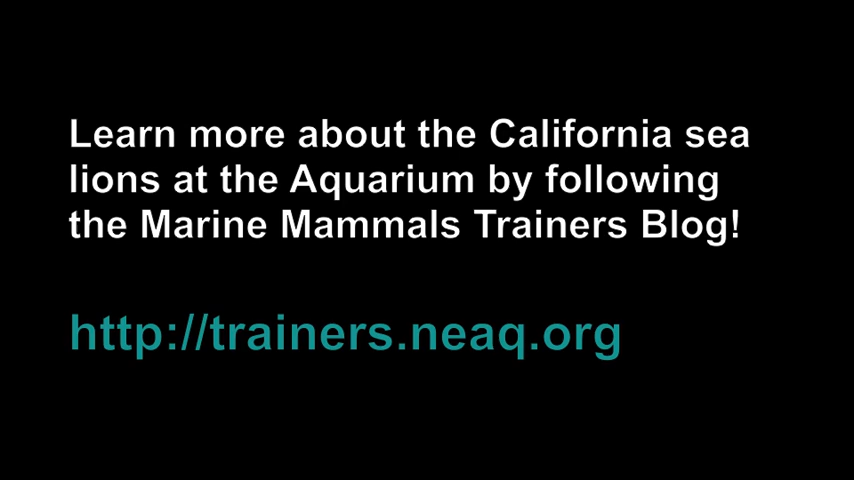 Learn more about the California sea
lions at the Aquarium by following
the Marine Mammals Trainers Blog!
http://trainers.neaq.org